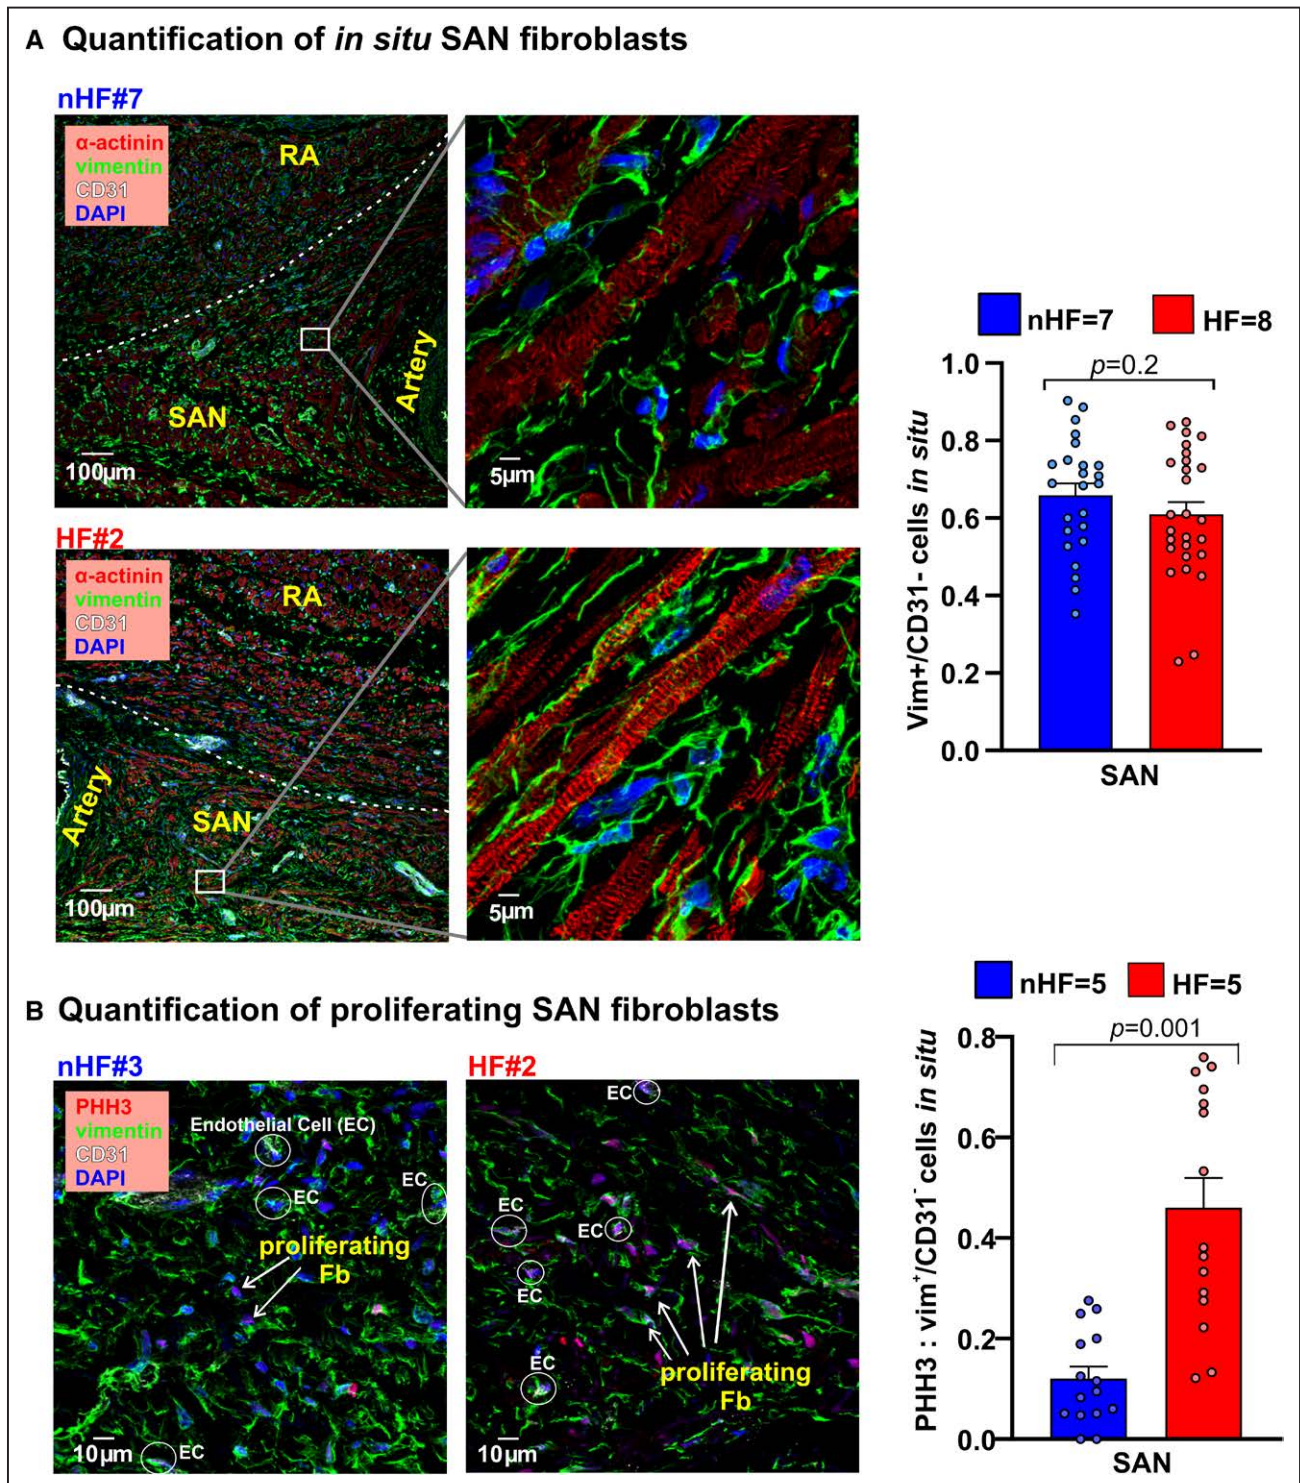 A Quantification of in situ SAN fibroblasts
nHF#7
α-actinin
vimentin
CD31
DAPI
RA
SAN
Artery
100µm
5µm
HF#2
α-actinin
vimentin
CD31
DAPI
RA
Artery
SAN
100µm
5µm
nHF=7
HF=8
p=0.2
Vim+/CD31- cells in situ
1.0
0.8
0.6
0.4
0.2
0.0
SAN
B Quantification of proliferating SAN fibroblasts
nHF#3
PHH3
vimentin
CD31
DAPI
Endothelial Cell (EC)
EC
EC
proliferating
Fb
10µm
EC
HF#2
EC
EC
EC
EC
EC
proliferating
Fb
10µm
nHF=5
HF=5
p=0.001
PHH3 : vim⁺/CD31⁻ cells in situ
0.8
0.6
0.4
0.2
0.0
SAN